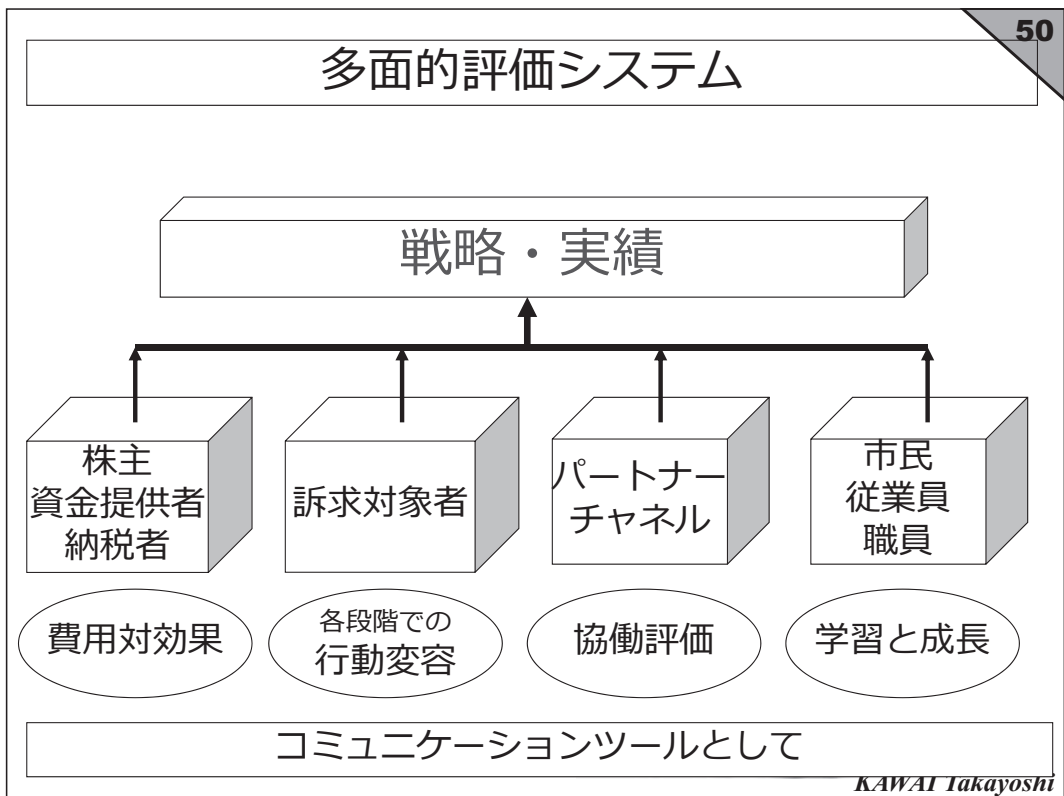 50
多面的評価システム
戦略・実績
株主
資金提供者
納税者
訴求対象者
パートナー
チャネル
市民
従業員
職員
費用対効果
各段階での
行動変容
協働評価
学習と成長
コミュニケーションツールとして
KAWAI Takayoshi